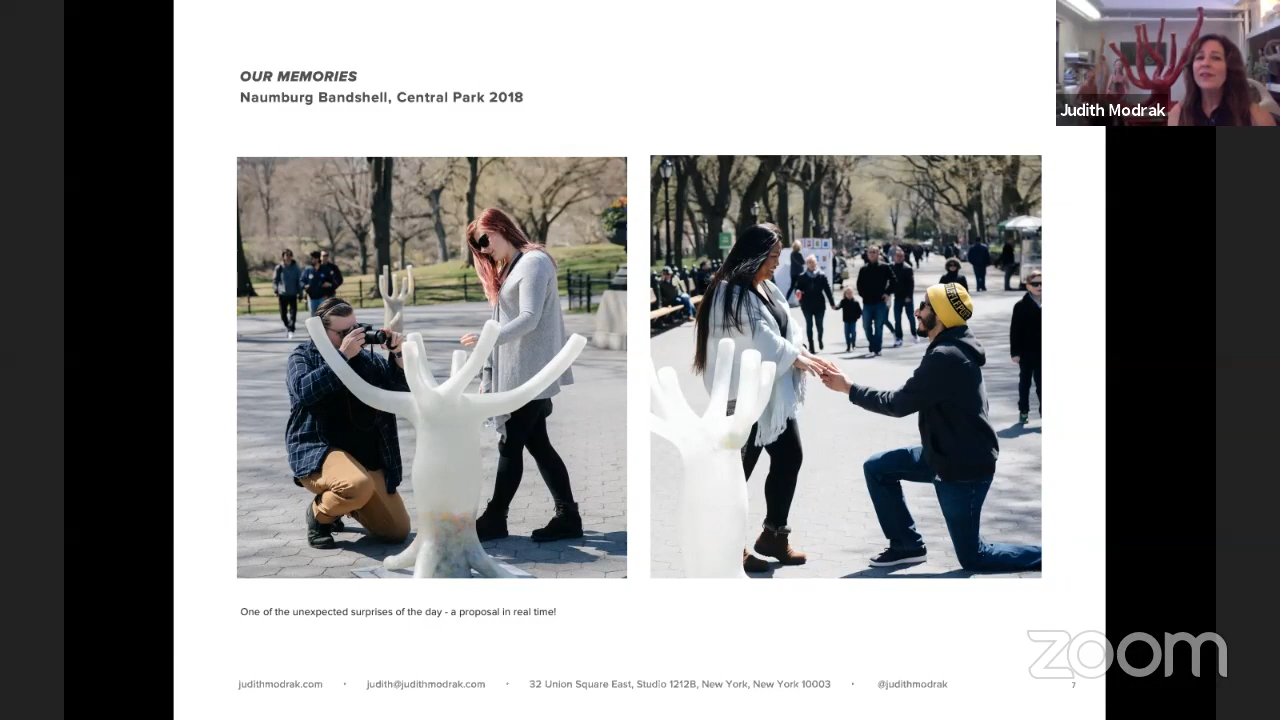 OUR MEMORIES
Naumburg Bandshell, Central Park 2018
Judith Modrak
One of the unexpected surprises of the day - a proposal in real time!
zoom
judithmodrak.com • judith@judithmodrak.com • 32 Union Square East, Studio 1212B, New York, New York 10003 • @judithmodrak 7